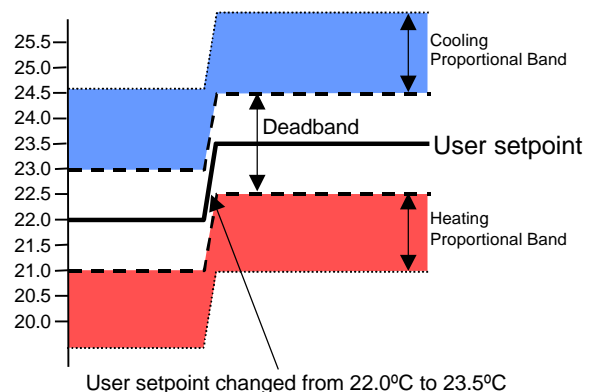 25.5
25.0
24.5
24.0
23.5
23.0
22.5
22.0
21.5
21.0
20.5
20.0
Cooling
Proportional Band
Deadband
User setpoint
Heating
Proportional Band
User setpoint changed from 22.0ºC to 23.5ºC